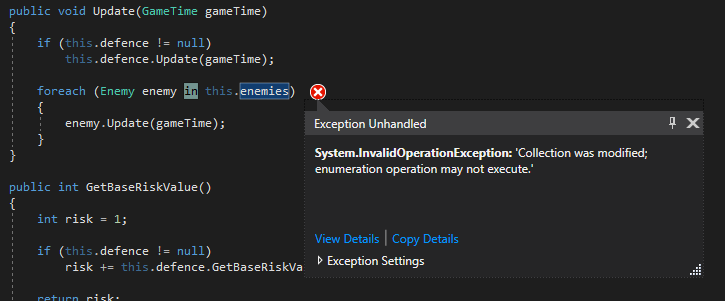 public void Update(GameTime gameTime)
{
if (this.defence != null)
this.defence.Update(gameTime);
foreach (Enemy enemy in this.enemies)
{
enemy.Update(gameTime);
}
}
Exception Unhandled
System.InvalidOperationException: 'Collection was modified;
enumeration operation may not execute.'
View Details | Copy Details
Exception Settings
public int GetBaseRiskValue()
{
int risk = 1;
if (this.defence != null)
risk += this.defence.GetBaseRiskVa
return risk;